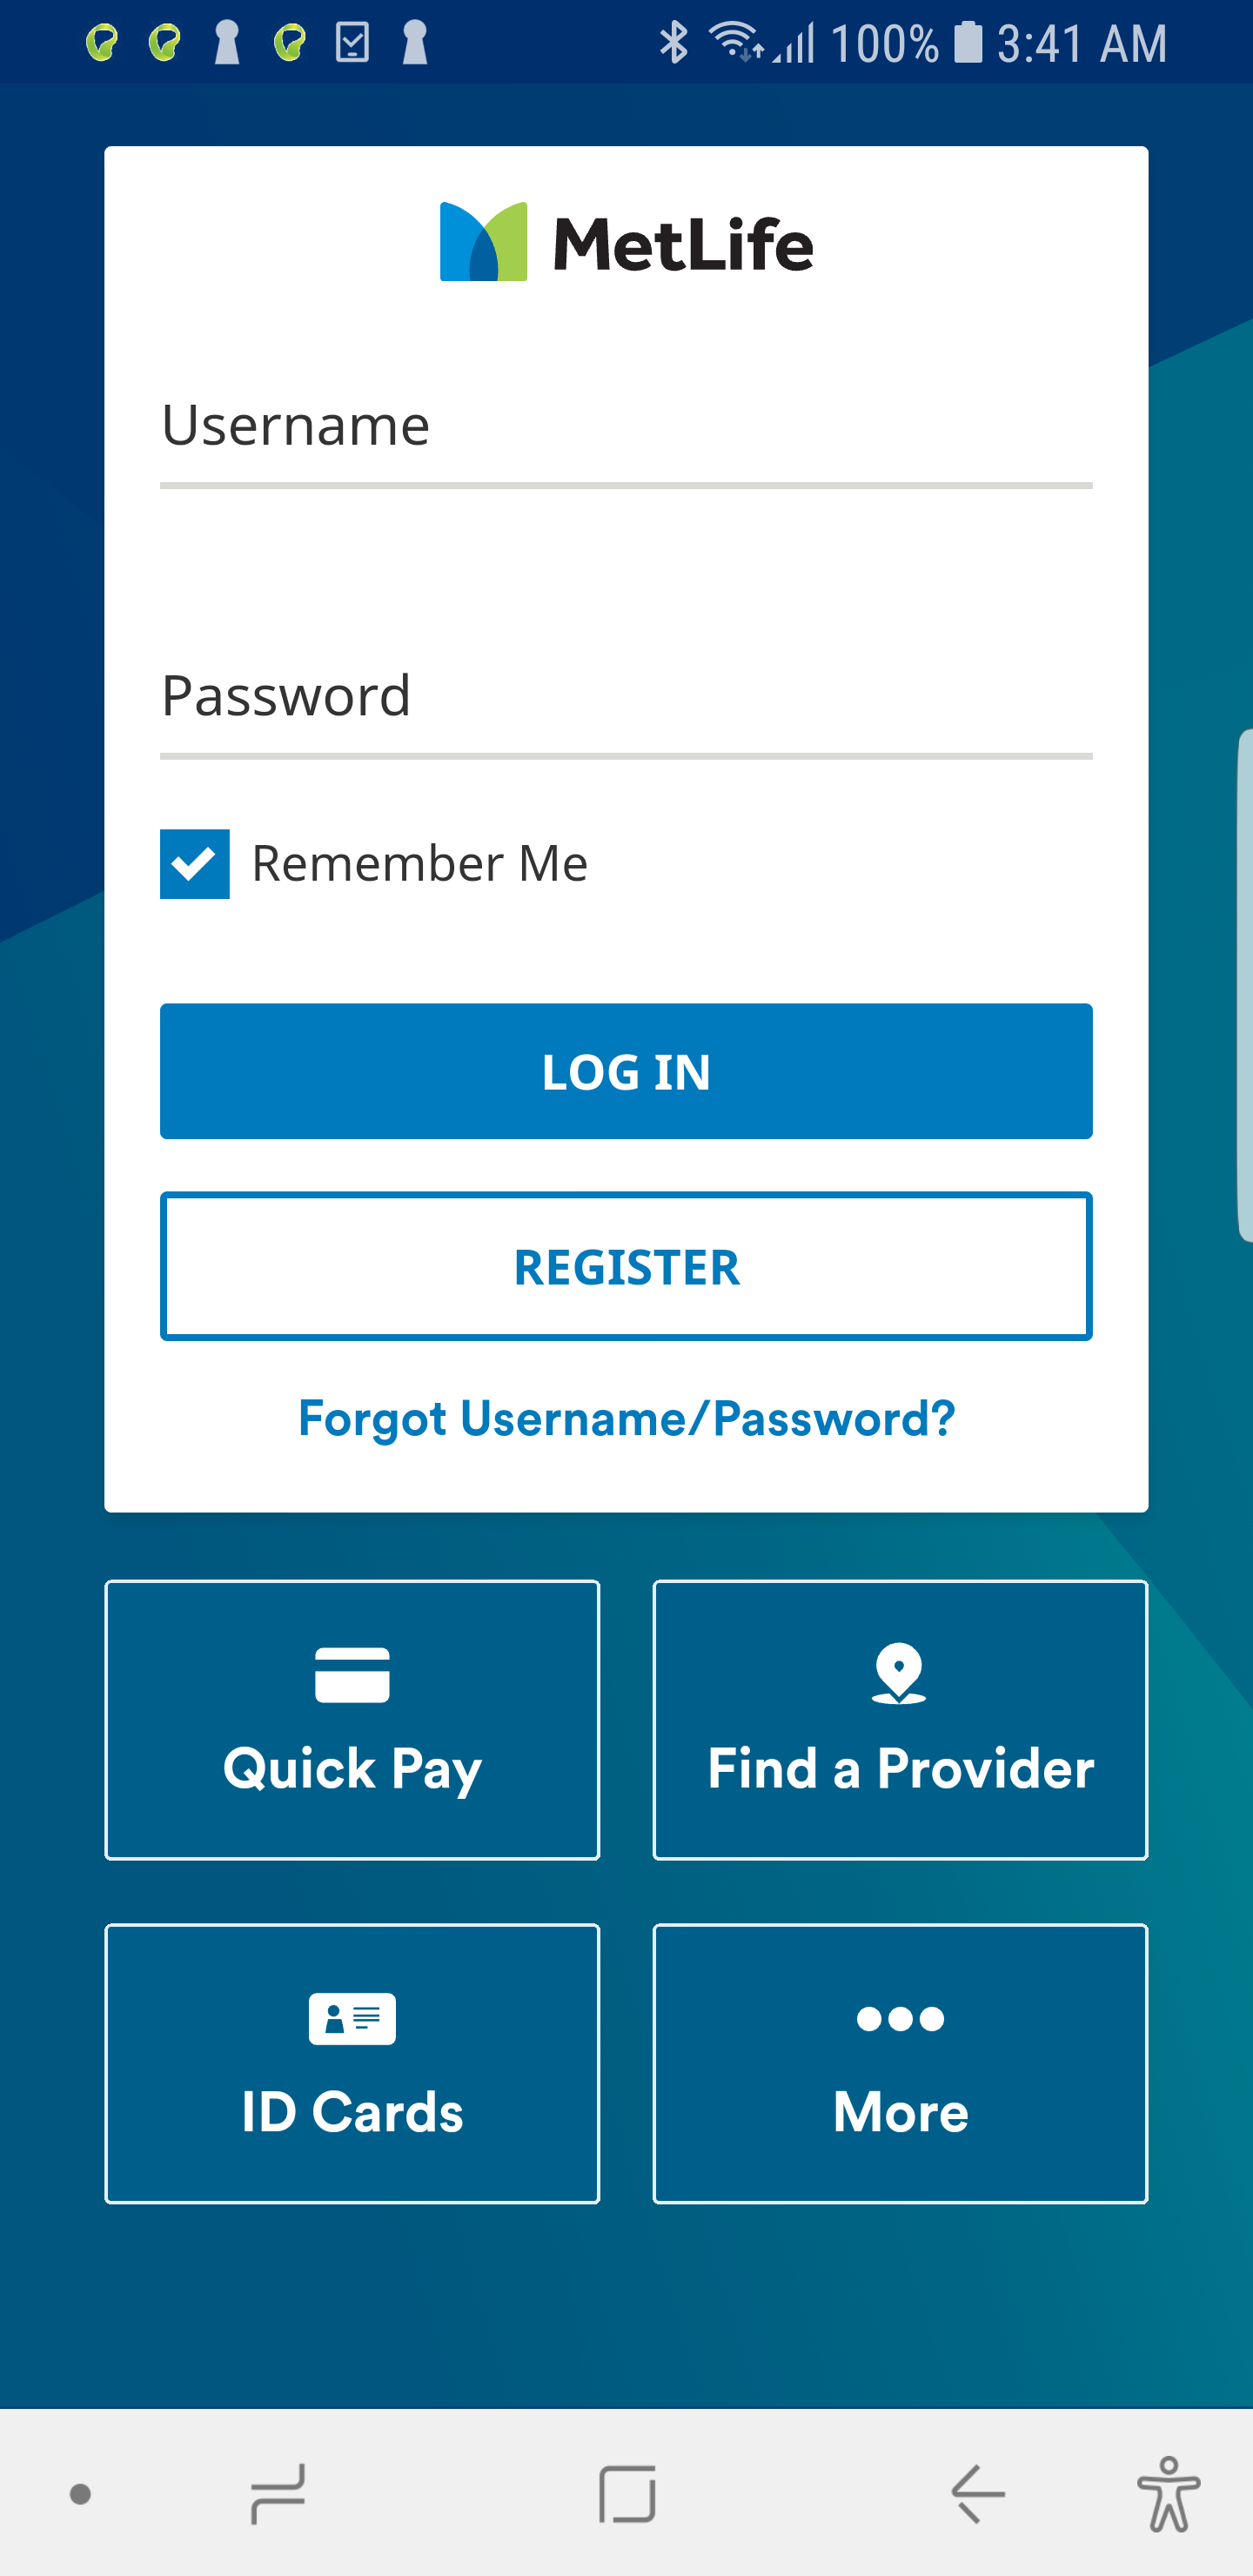 100% 3:41 AM
MetLife
Username
Password
Remember Me
LOG IN
REGISTER
Forgot Username/Password?
Quick Pay
Find a Provider
ID Cards
More